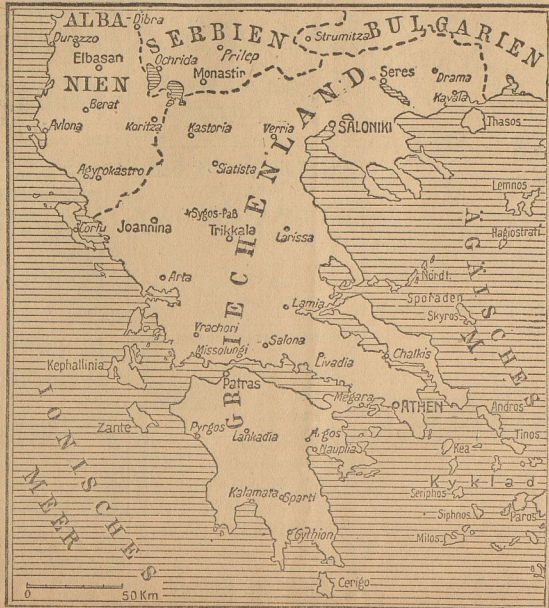 ALBA-
NIEN
Dibra
SERBIEN
BULGARIEN
Strumitza
Durazzo
Elbasan
Ochrida
Prilep
Monastir
Seres
Drama
Kavala
Berat
Avlona
Koritza
Kastoria
Verria
SALONIKI
Thasos
Agyrokastro
Siatista
Lemnos
Hagiostrati
Corfu
Joannina
Sygos-Paß
Trikkala
Larissa
GRIECHENLAND
ÄGÄISCHES
M.
Arta
Lamia
Nördl.
Sporaden
Skyros
Vrachori
Missolungi
Salona
Livadia
Chalkis
Kephallinia
Patras
Megara
ATHEN
Andros
Tinos
Zante
Pyrgos
Lankadia
Argos
Nauplia
Kea
Kyklad
Seriphos
Siphnos
Paros
Milos
Kalamata
Sparti
Gythion
IONISCHES
MEER
Cerigo
0 50 Km